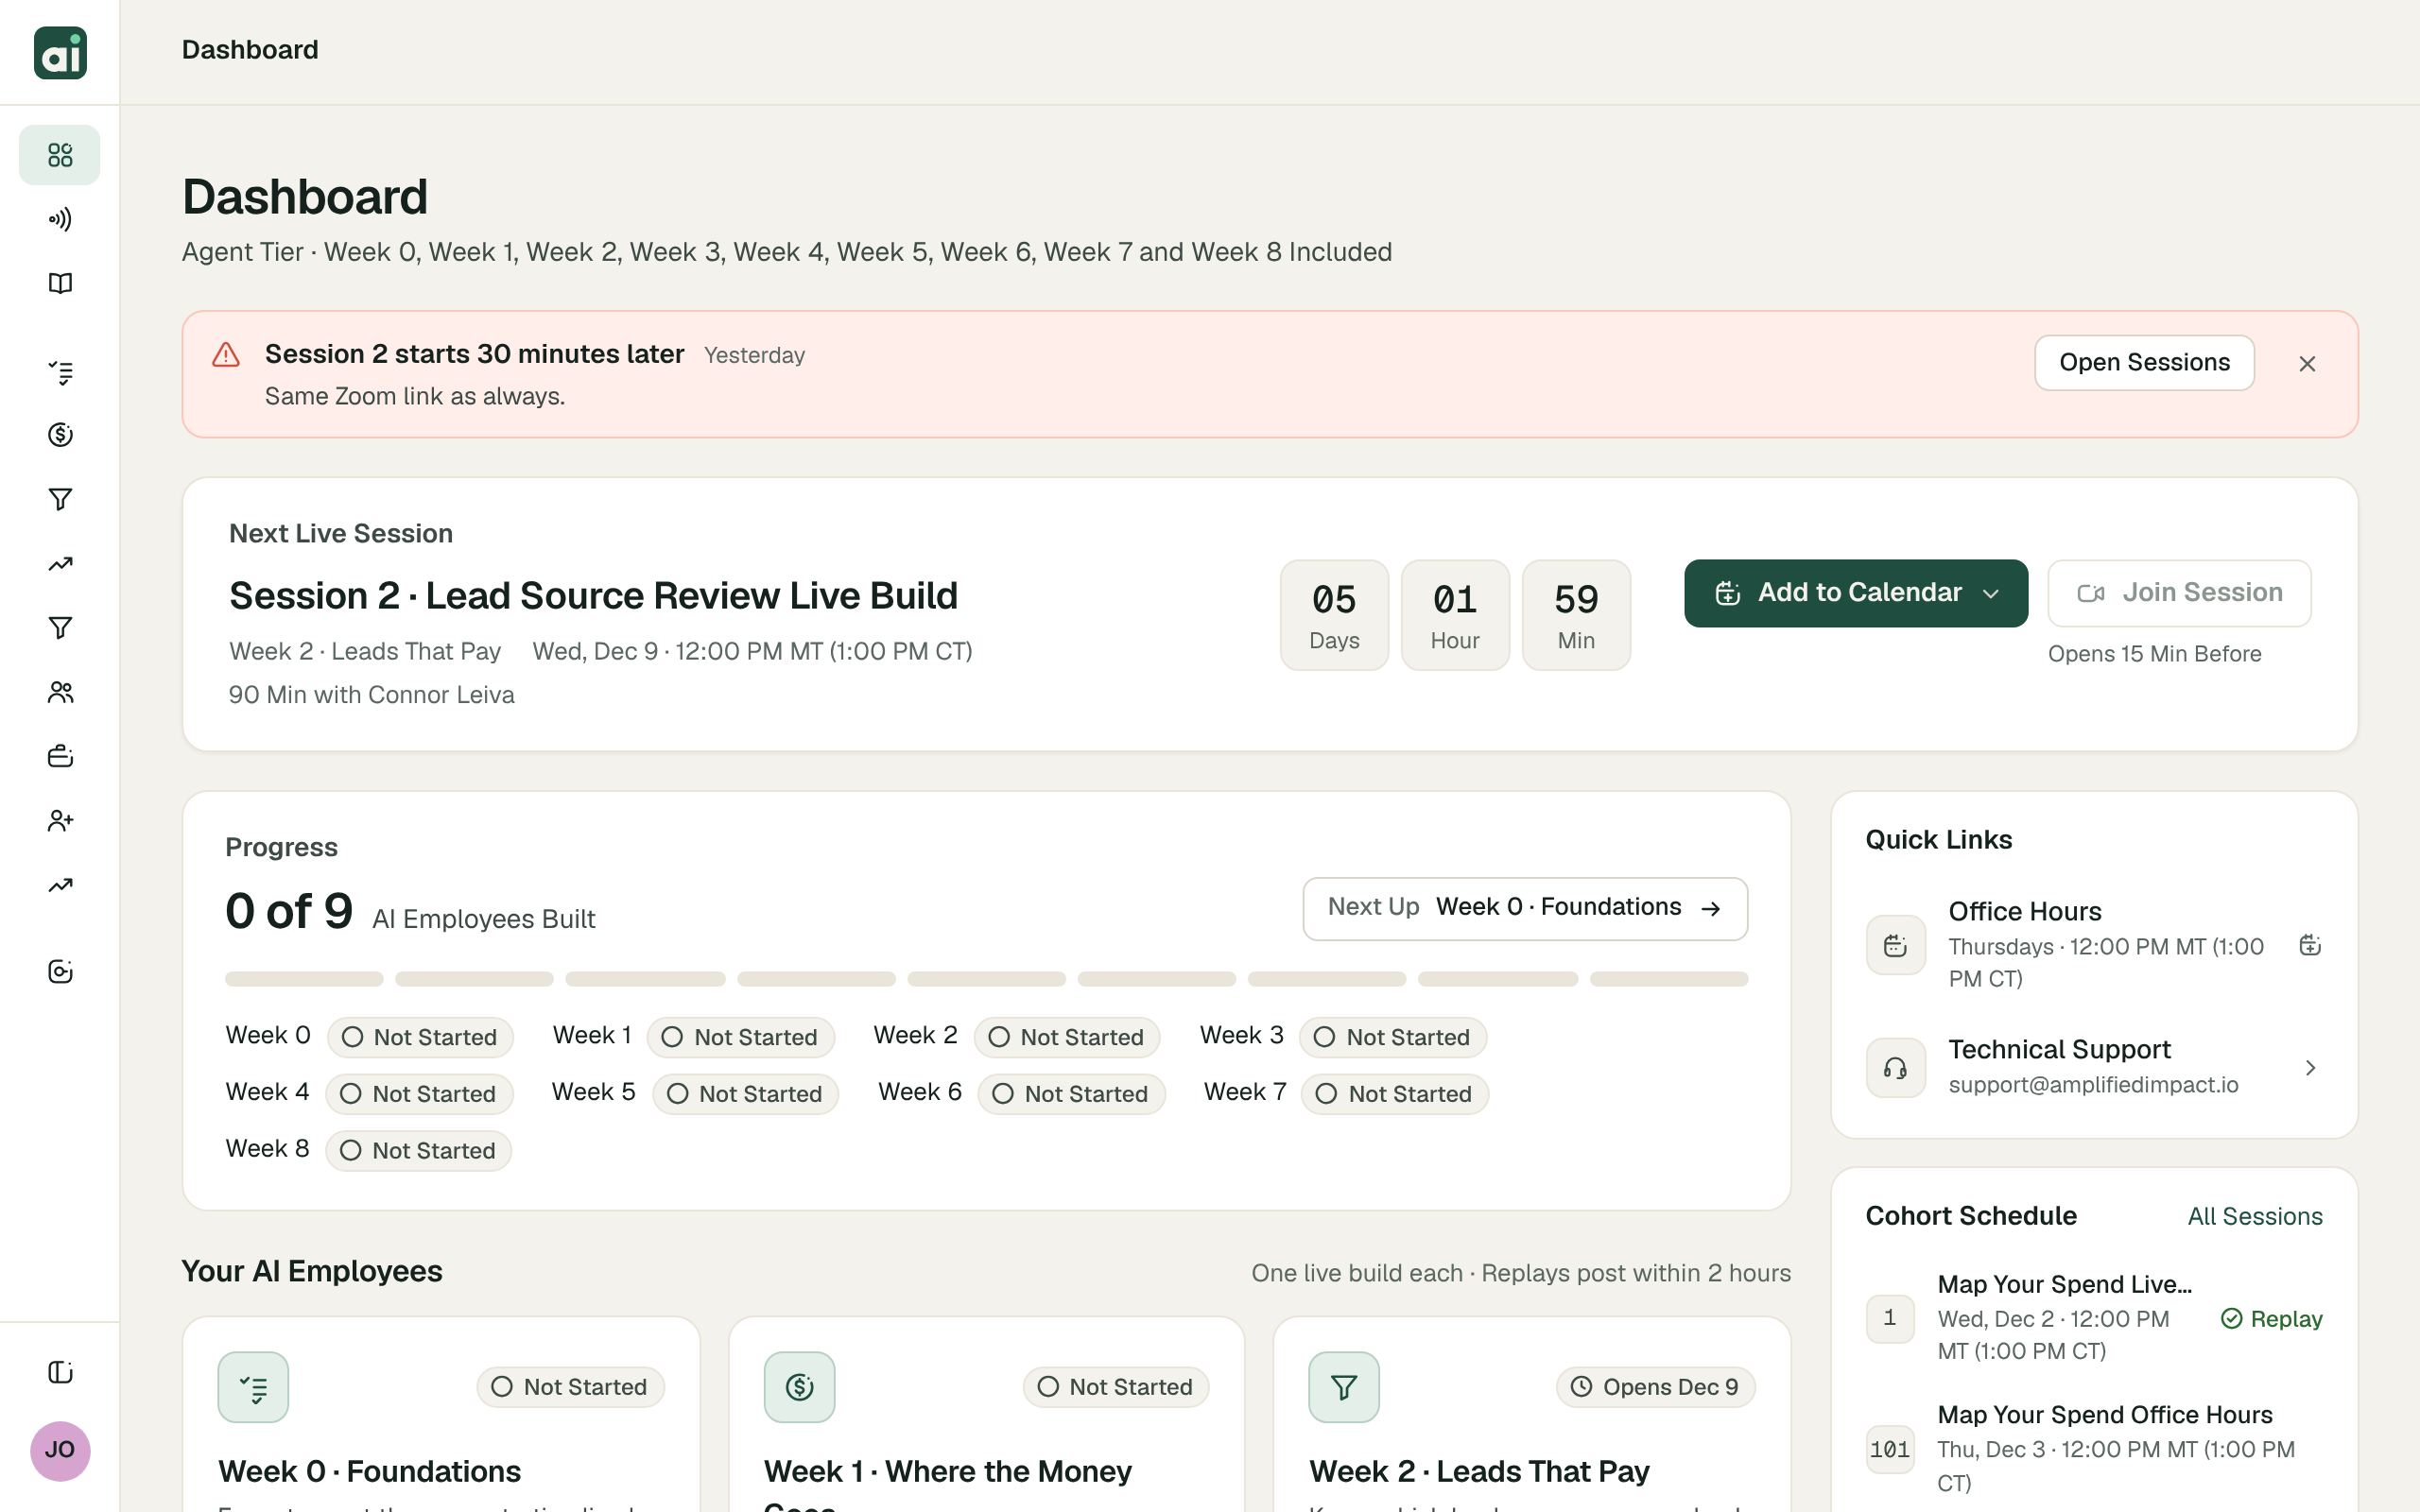 ai
Dashboard
Dashboard
Agent Tier · Week 0, Week 1, Week 2, Week 3, Week 4, Week 5, Week 6, Week 7 and Week 8 Included
Session 2 starts 30 minutes later Yesterday
Same Zoom link as always.
Open Sessions
Next Live Session
Session 2 · Lead Source Review Live Build
Week 2 · Leads That Pay Wed, Dec 9 · 12:00 PM MT (1:00 PM CT)
90 Min with Connor Leiva
05 01 59
Days Hour Min
Add to Calendar
Join Session
Opens 15 Min Before
Progress
0 of 9 AI Employees Built
Next Up Week 0 · Foundations
Week 0 Not Started Week 1 Not Started Week 2 Not Started Week 3 Not Started
Week 4 Not Started Week 5 Not Started Week 6 Not Started Week 7 Not Started
Week 8 Not Started
Quick Links
Office Hours
Thursdays · 12:00 PM MT (1:00
PM CT)
Technical Support
support@amplifiedimpact.io
Your AI Employees
One live build each · Replays post within 2 hours
Not Started
Week 0 · Foundations
Not Started
Week 1 · Where the Money
Opens Dec 9
Week 2 · Leads That Pay
Cohort Schedule All Sessions
1
Map Your Spend Live...
Wed, Dec 2 · 12:00 PM
MT (1:00 PM CT)
Replay
101
Map Your Spend Office Hours
Thu, Dec 3 · 12:00 PM MT (1:00 PM
CT)
JO